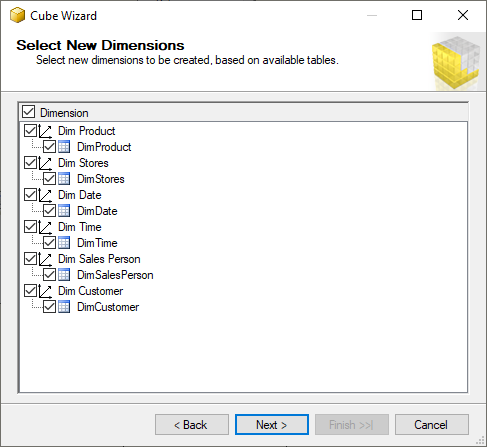 Cube Wizard
Select New Dimensions
Select new dimensions to be created, based on available tables.
Dimension
Dim Product
DimProduct
Dim Stores
DimStores
Dim Date
DimDate
Dim Time
DimTime
Dim Sales Person
DimSalesPerson
Dim Customer
DimCustomer
< Back
Next >
Finish >>|
Cancel